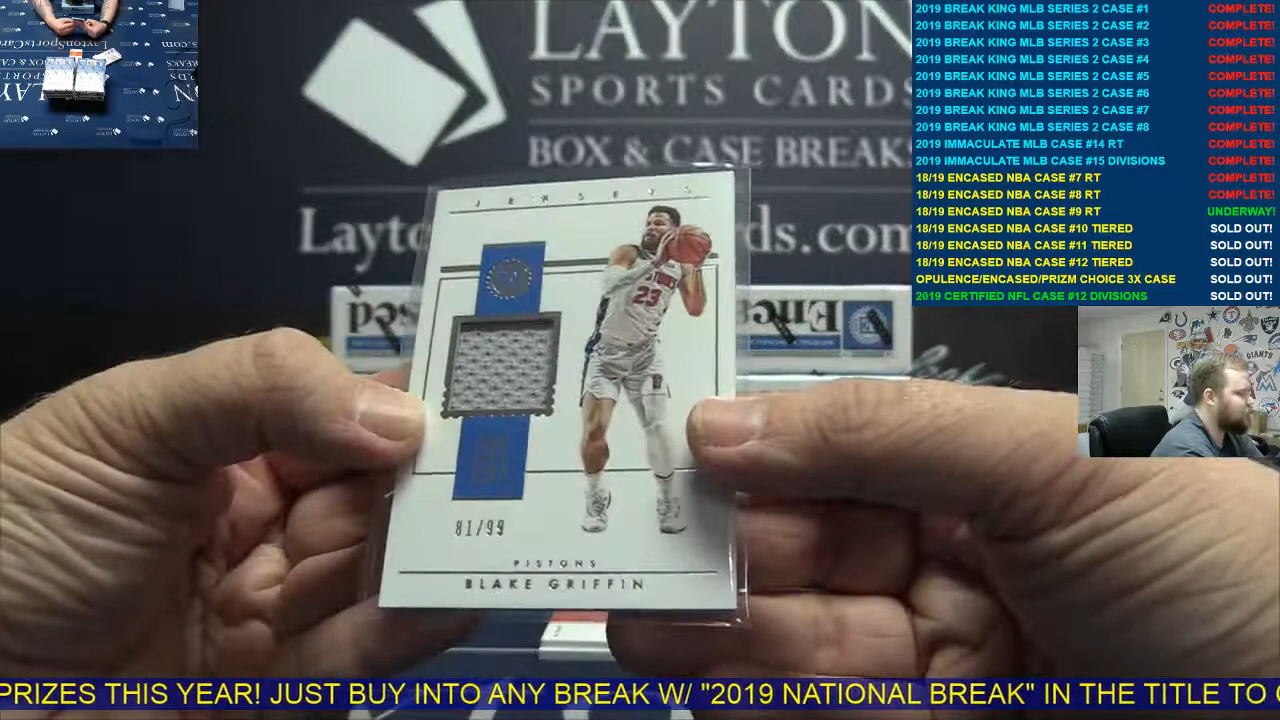 LaytonSportsCar
LAYTON
SPORTS CARDS
BOX & CASE BREAKS
Layto
ds.com
JERSEYS
Encased
PISTONS
23
81/99
PISTONS
BLAKE GRIFFIN
2019 BREAK KING MLB SERIES 2 CASE #1 COMPLETE!
2019 BREAK KING MLB SERIES 2 CASE #2 COMPLETE!
2019 BREAK KING MLB SERIES 2 CASE #3 COMPLETE!
2019 BREAK KING MLB SERIES 2 CASE #4 COMPLETE!
2019 BREAK KING MLB SERIES 2 CASE #5 COMPLETE!
2019 BREAK KING MLB SERIES 2 CASE #6 COMPLETE!
2019 BREAK KING MLB SERIES 2 CASE #7 COMPLETE!
2019 BREAK KING MLB SERIES 2 CASE #8 COMPLETE!
2019 IMMACULATE MLB CASE #14 RT COMPLETE!
2019 IMMACULATE MLB CASE #15 DIVISIONS COMPLETE!
18/19 ENCASED NBA CASE #7 RT COMPLETE!
18/19 ENCASED NBA CASE #8 RT COMPLETE!
18/19 ENCASED NBA CASE #9 RT UNDERWAY!
18/19 ENCASED NBA CASE #10 TIERED SOLD OUT!
18/19 ENCASED NBA CASE #11 TIERED SOLD OUT!
18/19 ENCASED NBA CASE #12 TIERED SOLD OUT!
OPULENCE/ENCASED/PRIZM CHOICE 3X CASE SOLD OUT!
2019 CERTIFIED NFL CASE #12 DIVISIONS SOLD OUT!
GIANTS
PRIZES THIS YEAR! JUST BUY INTO ANY BREAK W/ "2019 NATIONAL BREAK" IN THE TITLE TO